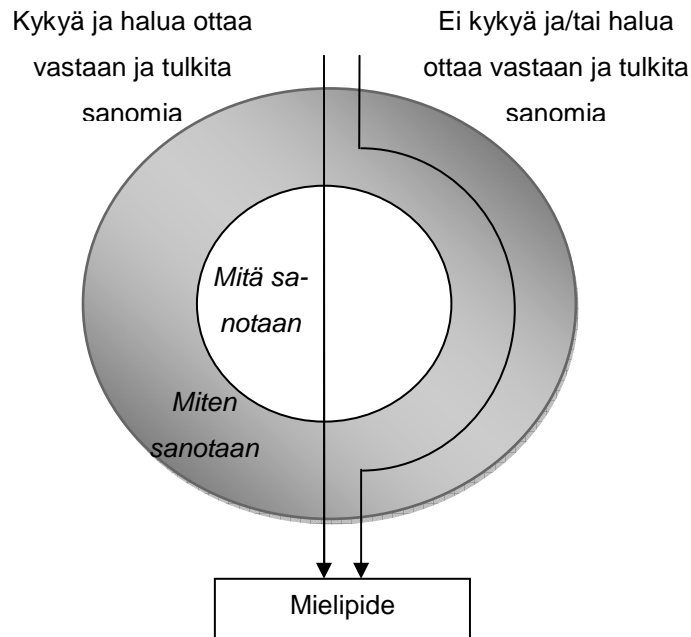 Kykyä ja halua ottaa
vastaan ja tulkita
sanomia
Ei kykyä ja/tai halua
ottaa vastaan ja tulkita
sanomia
Mitä sa-
notaan
Miten
sanotaan
Mielipide